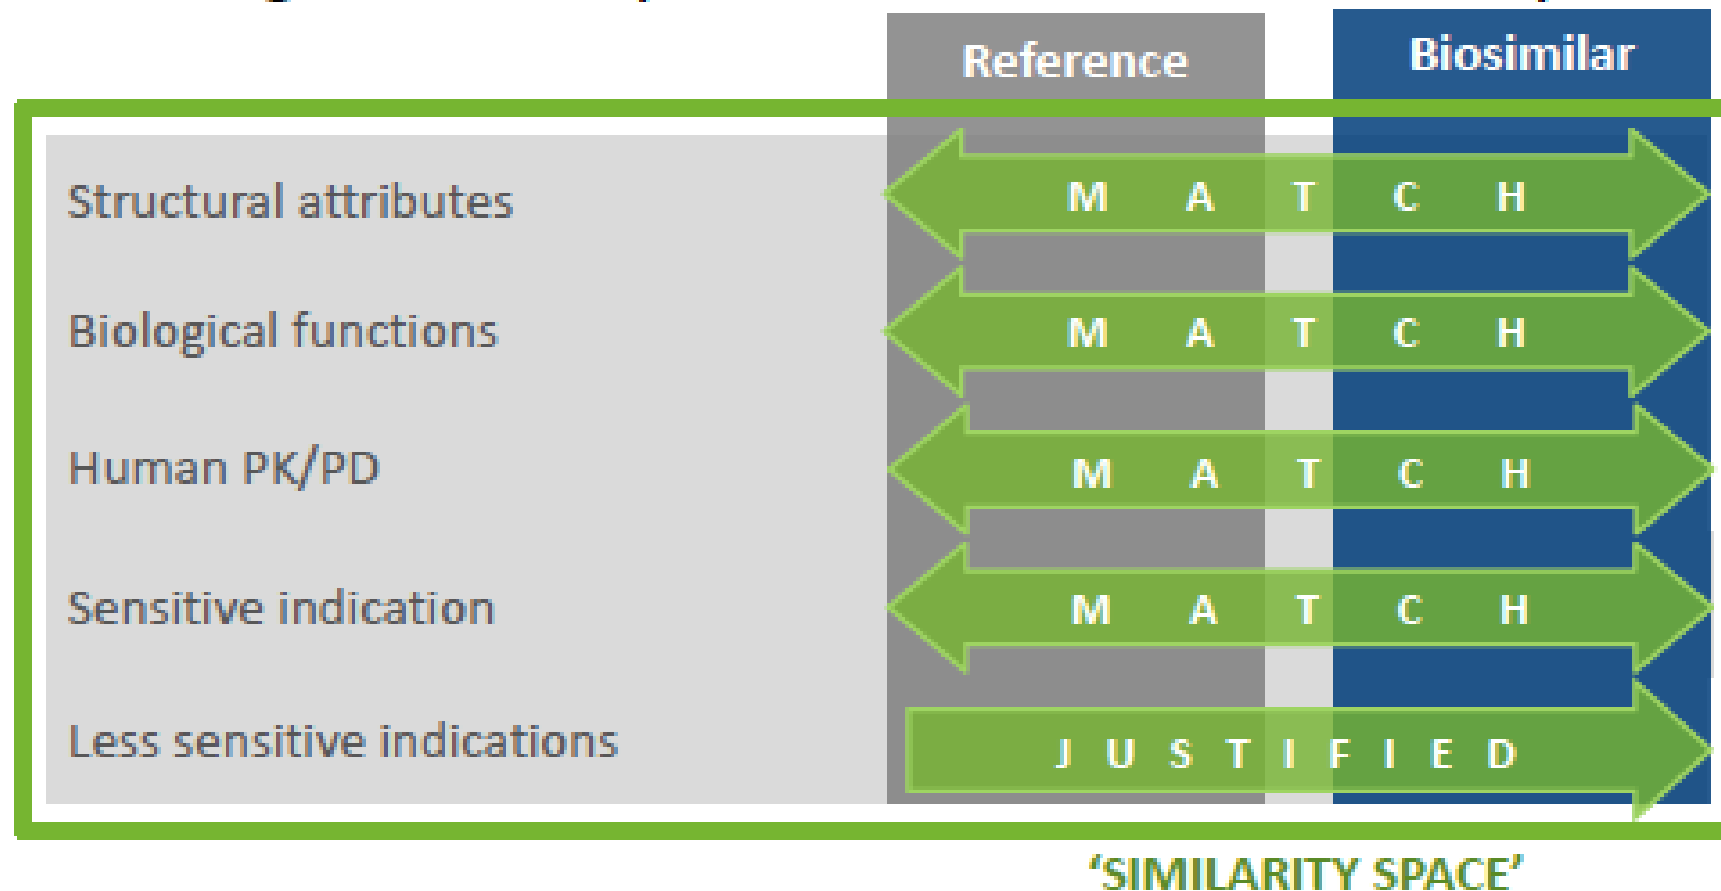 Reference Biosimilar
Structural attributes M A T C H
Biological functions M A T C H
Human PK/PD M A T C H
Sensitive indication M A T C H
Less sensitive indications J U S T I F I E D
‘SIMILARITY SPACE’